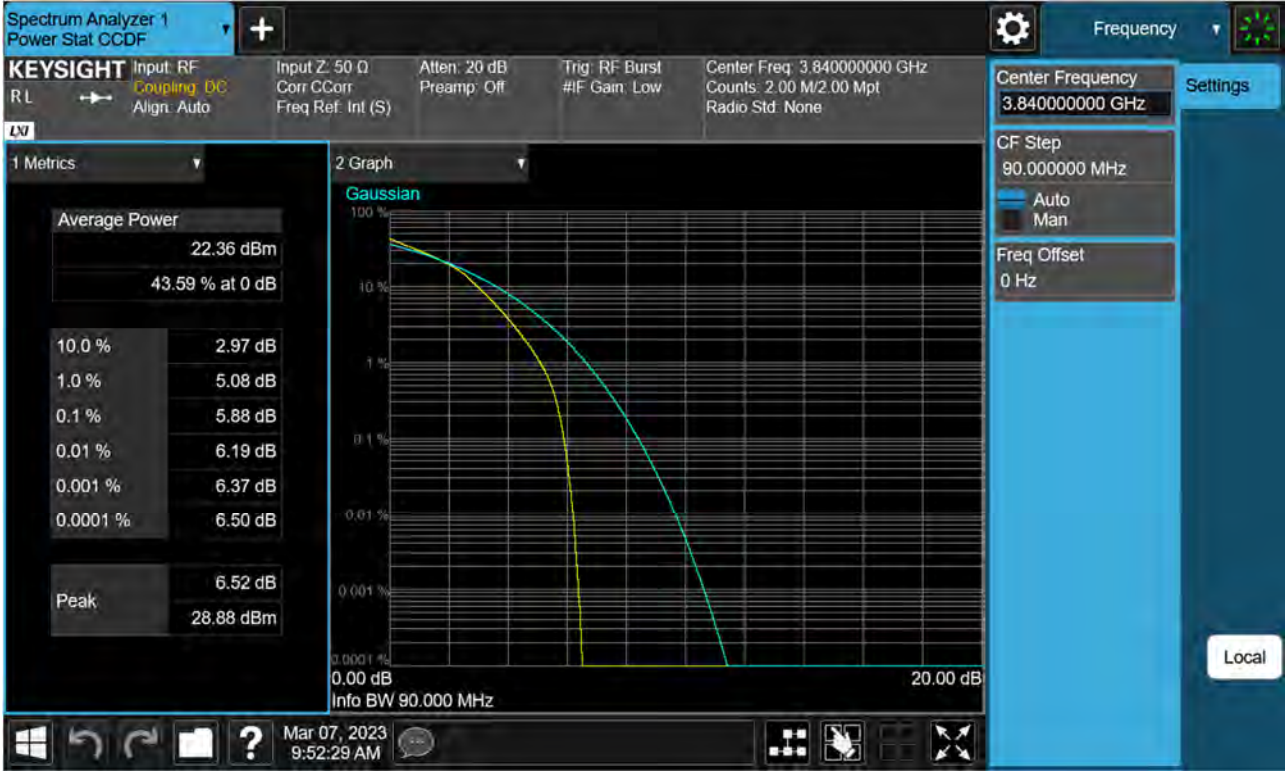 Spectrum Analyzer 1
Power Stat CCDF
+
Frequency
KEYSIGHT
RL
LXI
Input: RF
Coupling: DC
Align: Auto
Input Z: 50 Ω
Corr CCorr
Freq Ref: Int (S)
Atten: 20 dB
Preamp: Off
Trig: RF Burst
#IF Gain: Low
Center Freq: 3.840000000 GHz
Counts: 2.00 M/2.00 Mpt
Radio Std: None
Center Frequency
3.840000000 GHz
Settings
CF Step
90.000000 MHz
Auto
Man
Freq Offset
0 Hz
1 Metrics
Average Power
22.36 dBm
43.59 % at 0 dB
10.0 % 2.97 dB
1.0 % 5.08 dB
0.1 % 5.88 dB
0.01 % 6.19 dB
0.001 % 6.37 dB
0.0001 % 6.50 dB
Peak
6.52 dB
28.88 dBm
2 Graph
Gaussian
100 %
10 %
1 %
0.1 %
0.01 %
0.001 %
0.0001 %
0.00 dB 20.00 dB
Info BW 90.000 MHz
Local
?
Mar 07, 2023
9:52:29 AM